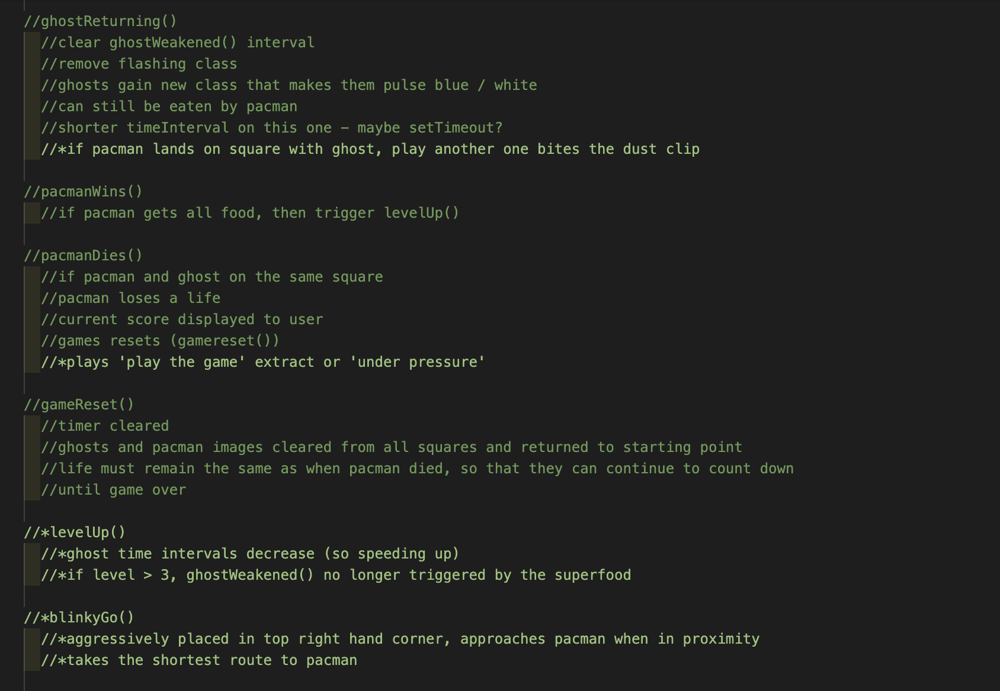 //ghostReturning()
//clear ghostWeakened() interval
//remove flashing class
//ghosts gain new class that makes them pulse blue / white
//can still be eaten by pacman
//shorter timeInterval on this one – maybe setTimeout?
//*if pacman lands on square with ghost, play another one bites the dust clip
//pacmanWins()
//if pacman gets all food, then trigger levelUp()
//pacmanDies()
//if pacman and ghost on the same square
//pacman loses a life
//current score displayed to user
//games resets (gamereset())
//*plays 'play the game' extract or 'under pressure'
//gameReset()
//timer cleared
//ghosts and pacman images cleared from all squares and returned to starting point
//life must remain the same as when pacman died, so that they can continue to count down
//until game over
//*levelUp()
//*ghost time intervals decrease (so speeding up)
//*if level > 3, ghostWeakened() no longer triggered by the superfood
//*blinkyGo()
//*aggressively placed in top right hand corner, approaches pacman when in proximity
//*takes the shortest route to pacman